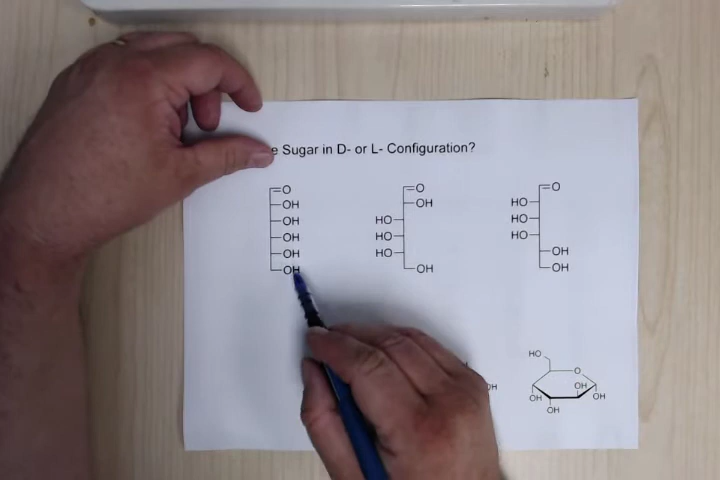 Sugar in D- or L- Configuration?
O O O
OH OH HO
OH HO HO
OH HO HO
OH HO OH
OH OH OH
HO
O
OH OH OH
OH
OH